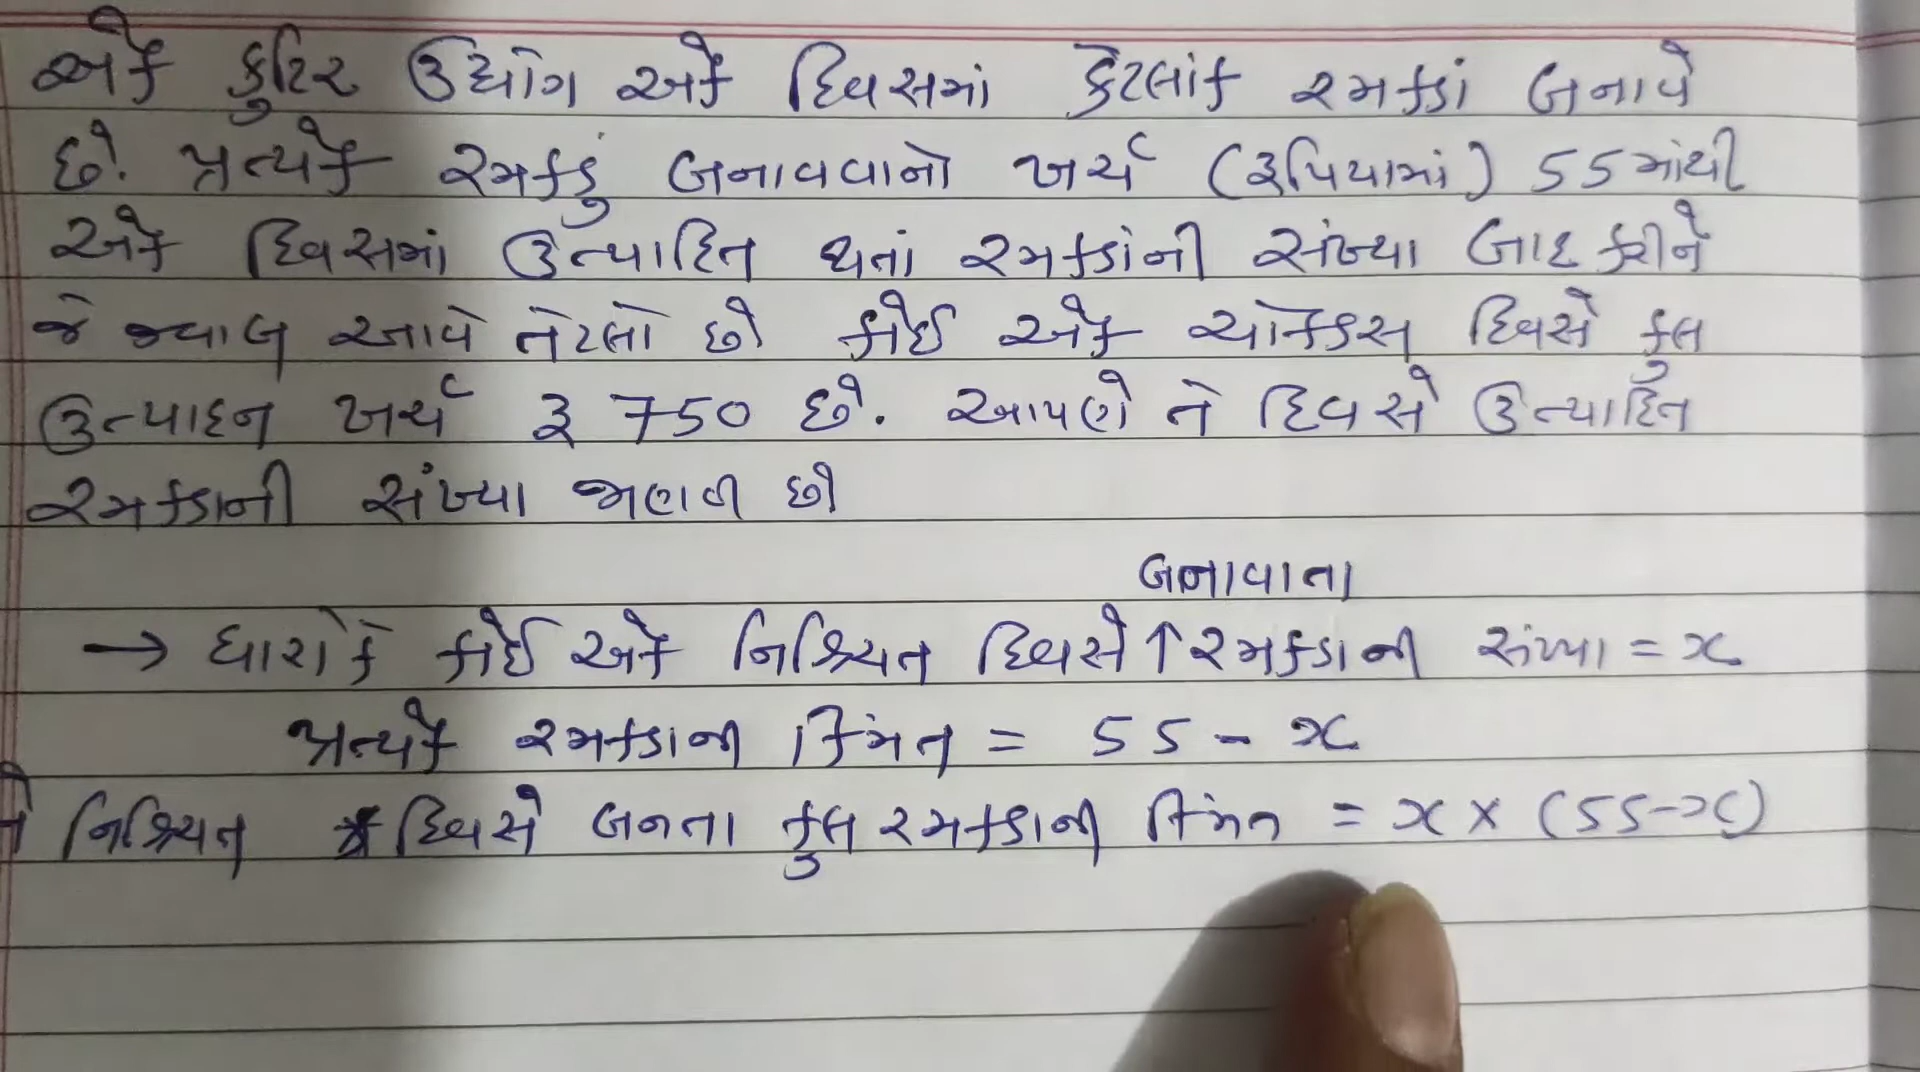 એક કુટિર ઉદ્યોગ એક દિવસમાં કેટલાંક રમકડાં બનાવે
છે. પ્રત્યેક રમકડું બનાવવાનો ખર્ચ (રૂપિયામાં) 55 માંથી
એક દિવસમાં ઉત્પાદિત થતાં રમકડાંની સંખ્યા બાદ કરીને
જે જવાબ આવે તેટલો છે કોઈ એક ચોક્કસ દિવસે કુલ
ઉત્પાદન ખર્ચ રૂ 750 છે. આપણે તે દિવસે ઉત્પાદિત
રમકડાની સંખ્યા જાણવી છે
બનાવાતા
→ ધારો કે કોઈ એક નિશ્ચિત દિવસે ↑ રમકડાની સંખ્યા = x
પ્રત્યેક રમકડાની કિંમત = 55 - x
તે નિશ્ચિત દિવસે બનતા કુલ રમકડાની કિંમત = x × (55-x)